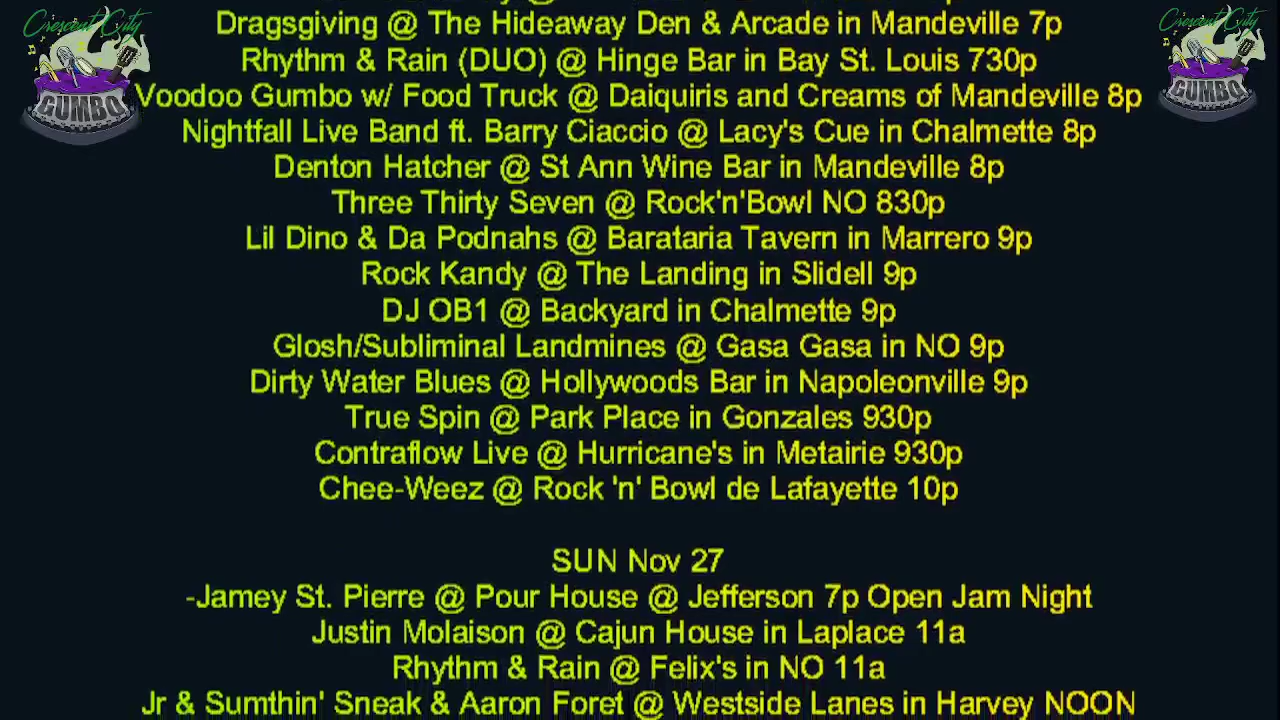 Crescent City
GUMBO
Crescent City
GUMBO
Dragsgiving @ The Hideaway Den & Arcade in Mandeville 7p
Rhythm & Rain (DUO) @ Hinge Bar in Bay St. Louis 730p
Voodoo Gumbo w/ Food Truck @ Daiquiris and Creams of Mandeville 8p
Nightfall Live Band ft. Barry Ciaccio @ Lacy's Cue in Chalmette 8p
Denton Hatcher @ St Ann Wine Bar in Mandeville 8p
Three Thirty Seven @ Rock'n'Bowl NO 830p
Lil Dino & Da Podnahs @ Barataria Tavern in Marrero 9p
Rock Kandy @ The Landing in Slidell 9p
DJ OB1 @ Backyard in Chalmette 9p
Glosh/Subliminal Landmines @ Gasa Gasa in NO 9p
Dirty Water Blues @ Hollywoods Bar in Napoleonville 9p
True Spin @ Park Place in Gonzales 930p
Contraflow Live @ Hurricane's in Metairie 930p
Chee-Weez @ Rock 'n' Bowl de Lafayette 10p
SUN Nov 27
-Jamey St. Pierre @ Pour House @ Jefferson 7p Open Jam Night
Justin Molaison @ Cajun House in Laplace 11a
Rhythm & Rain @ Felix's in NO 11a
Jr & Sumthin' Sneak & Aaron Foret @ Westside Lanes in Harvey NOON